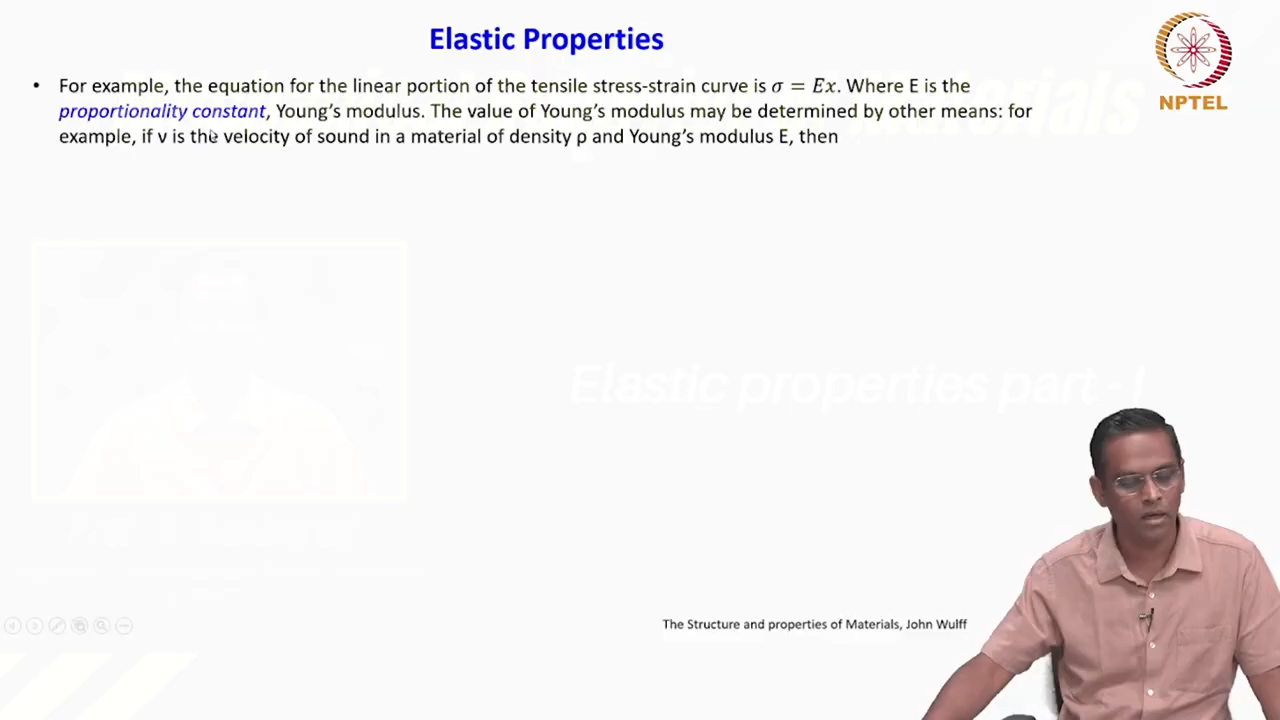 Elastic Properties
• For example, the equation for the linear portion of the tensile stress-strain curve is σ = Ex. Where E is the
proportionality constant, Young's modulus. The value of Young's modulus may be determined by other means: for
example, if v is the velocity of sound in a material of density ρ and Young's modulus E, then
NPTEL
Materials
Elastic properties part - I
The Structure and properties of Materials, John Wulff